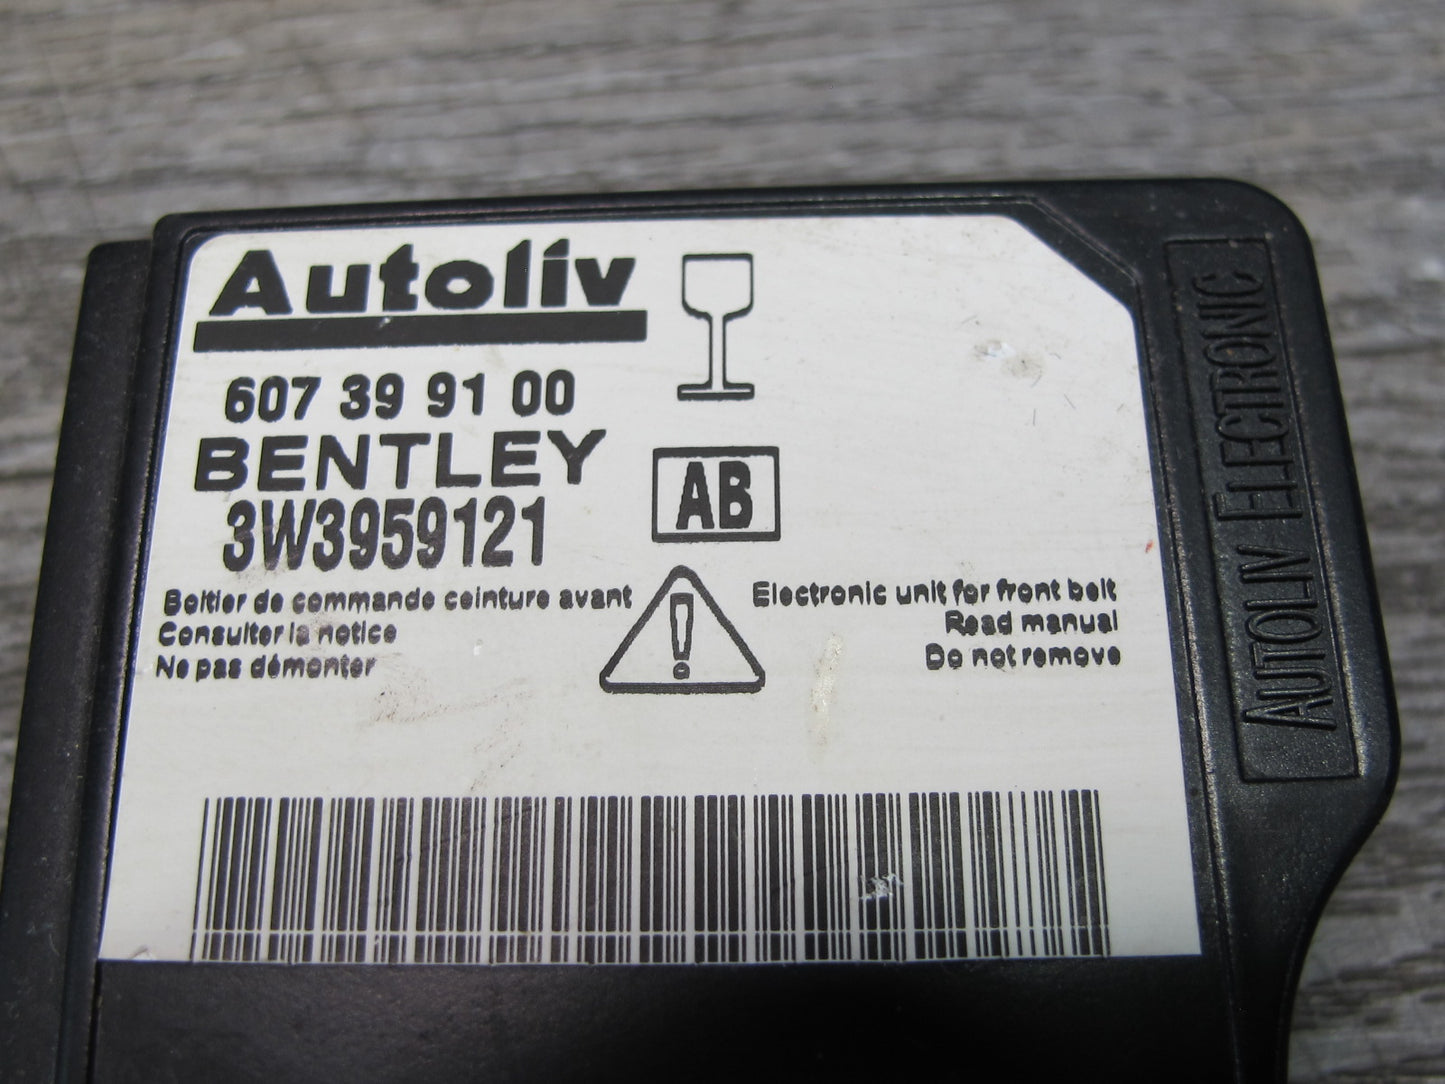 Autoliv
607 39 91 00
BENTLEY
3W3959121
AB
Boîtier de commande ceinture avant
Consulter la notice
Ne pas démonter
!
Electronic unit for front belt
Read manual
Do not remove
AUTOLIV ELECTRONIC